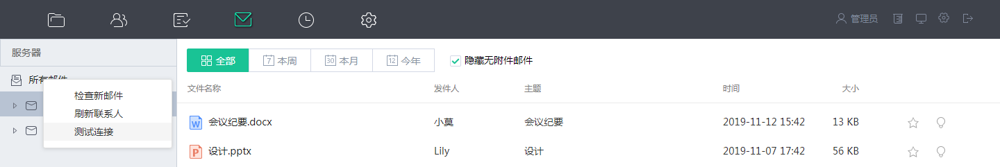 管理员
服务器
所有邮件
检查新邮件
刷新联系人
测试连接
全部 7 本周 30 本月 12 今年 隐藏无附件邮件
文件名称 发件人 主题 时间 大小
W 会议纪要.docx 小莫 会议纪要 2019-11-12 15:42 13 KB
P 设计.pptx Lily 设计 2019-11-07 17:42 56 KB